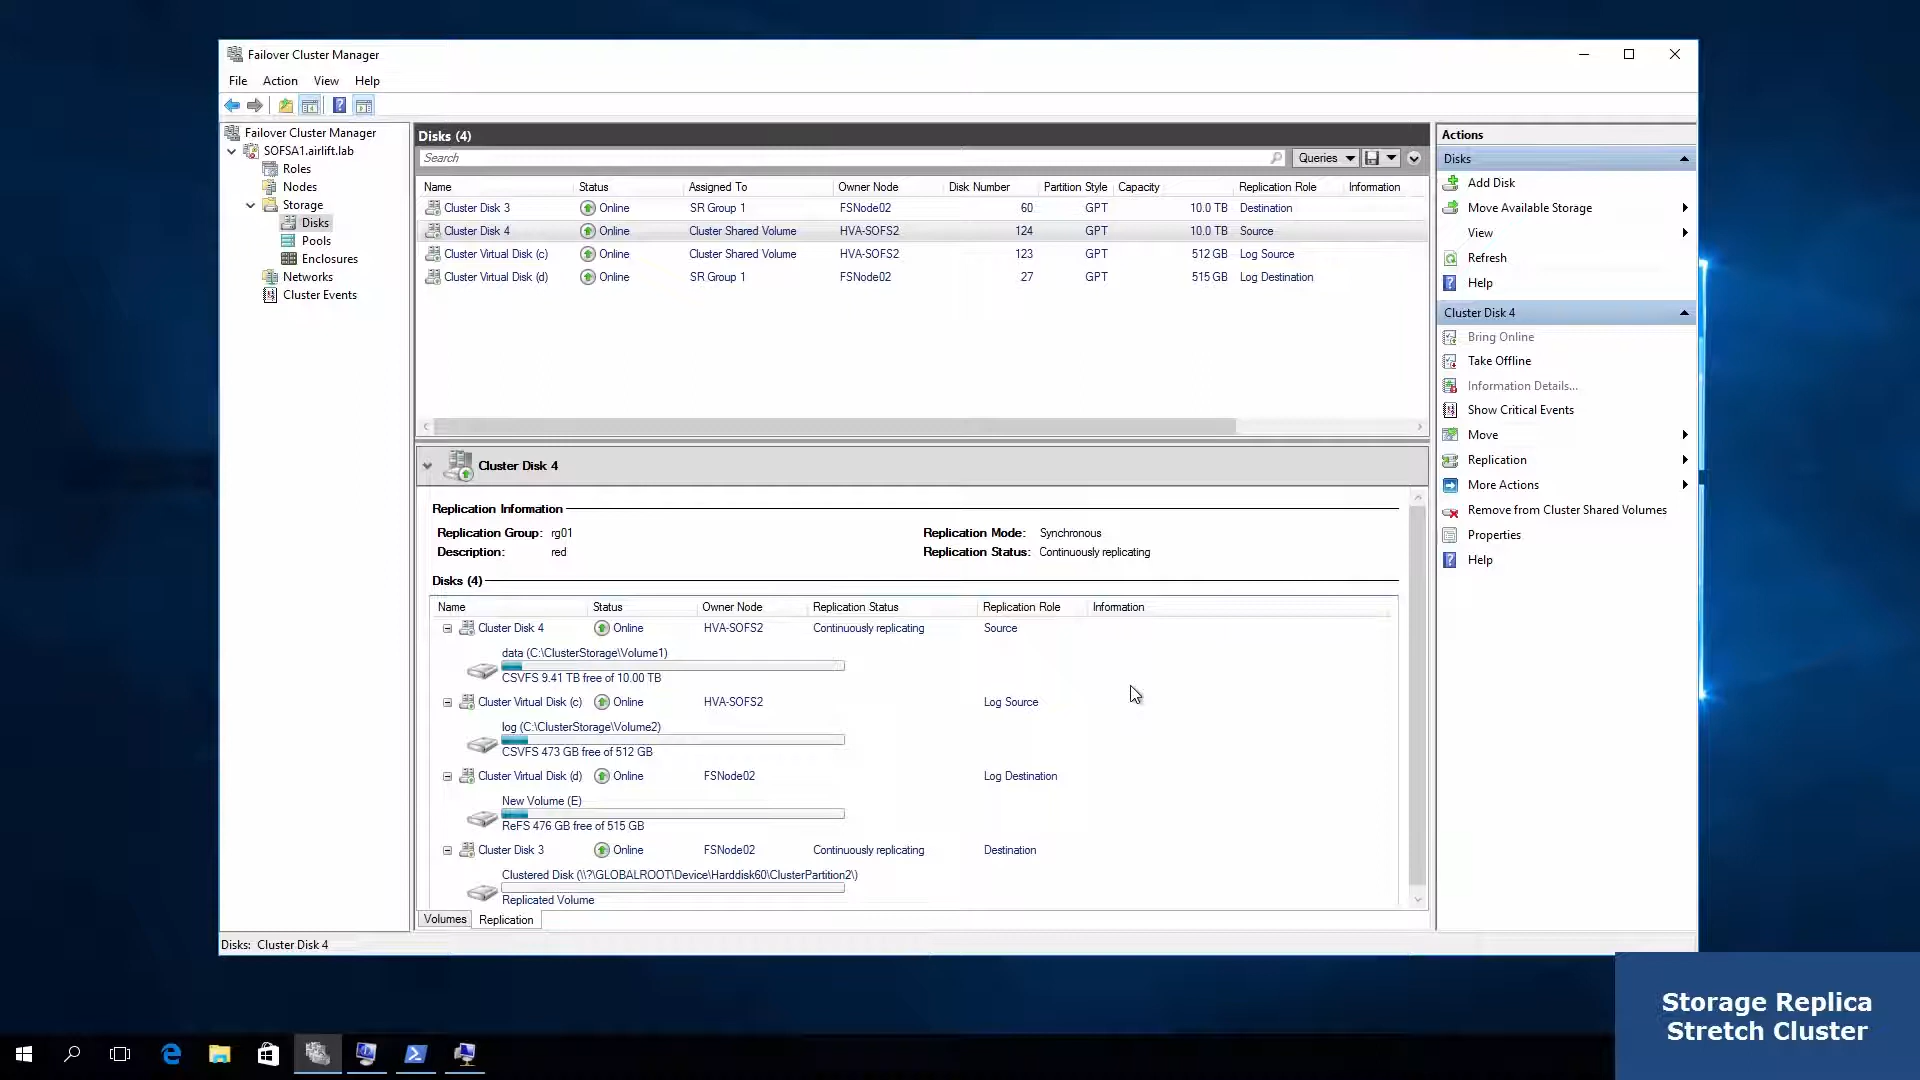 Failover Cluster Manager
File Action View Help
Failover Cluster Manager
SOFSA1.airlift.lab
Roles
Nodes
Storage
Disks
Pools
Enclosures
Networks
Cluster Events
Disks (4)
Search
Queries
Name Status Assigned To Owner Node Disk Number Partition Style Capacity Replication Role Information
Cluster Disk 3 Online SR Group 1 FSNode02 60 GPT 10.0 TB Destination
Cluster Disk 4 Online Cluster Shared Volume HVA-SOFS2 124 GPT 10.0 TB Source
Cluster Virtual Disk (c) Online Cluster Shared Volume HVA-SOFS2 123 GPT 512 GB Log Source
Cluster Virtual Disk (d) Online SR Group 1 FSNode02 27 GPT 515 GB Log Destination
Cluster Disk 4
Replication Information
Replication Group: rg01 Replication Mode: Synchronous
Description: red Replication Status: Continuously replicating
Disks (4)
Name Status Owner Node Replication Status Replication Role Information
Cluster Disk 4 Online HVA-SOFS2 Continuously replicating Source
data (C:\ClusterStorage\Volume1)
CSVFS 9.41 TB free of 10.00 TB
Cluster Virtual Disk (c) Online HVA-SOFS2 Log Source
log (C:\ClusterStorage\Volume2)
CSVFS 473 GB free of 512 GB
Cluster Virtual Disk (d) Online FSNode02 Log Destination
New Volume (E)
ReFS 476 GB free of 515 GB
Cluster Disk 3 Online FSNode02 Continuously replicating Destination
Clustered Disk (\\?\GLOBALROOT\Device\Harddisk60\ClusterPartition2\)
Replicated Volume
Volumes Replication
Actions
Disks
Add Disk
Move Available Storage
View
Refresh
Help
Cluster Disk 4
Bring Online
Take Offline
Information Details...
Show Critical Events
Move
Replication
More Actions
Remove from Cluster Shared Volumes
Properties
Help
Disks: Cluster Disk 4
Storage Replica
Stretch Cluster